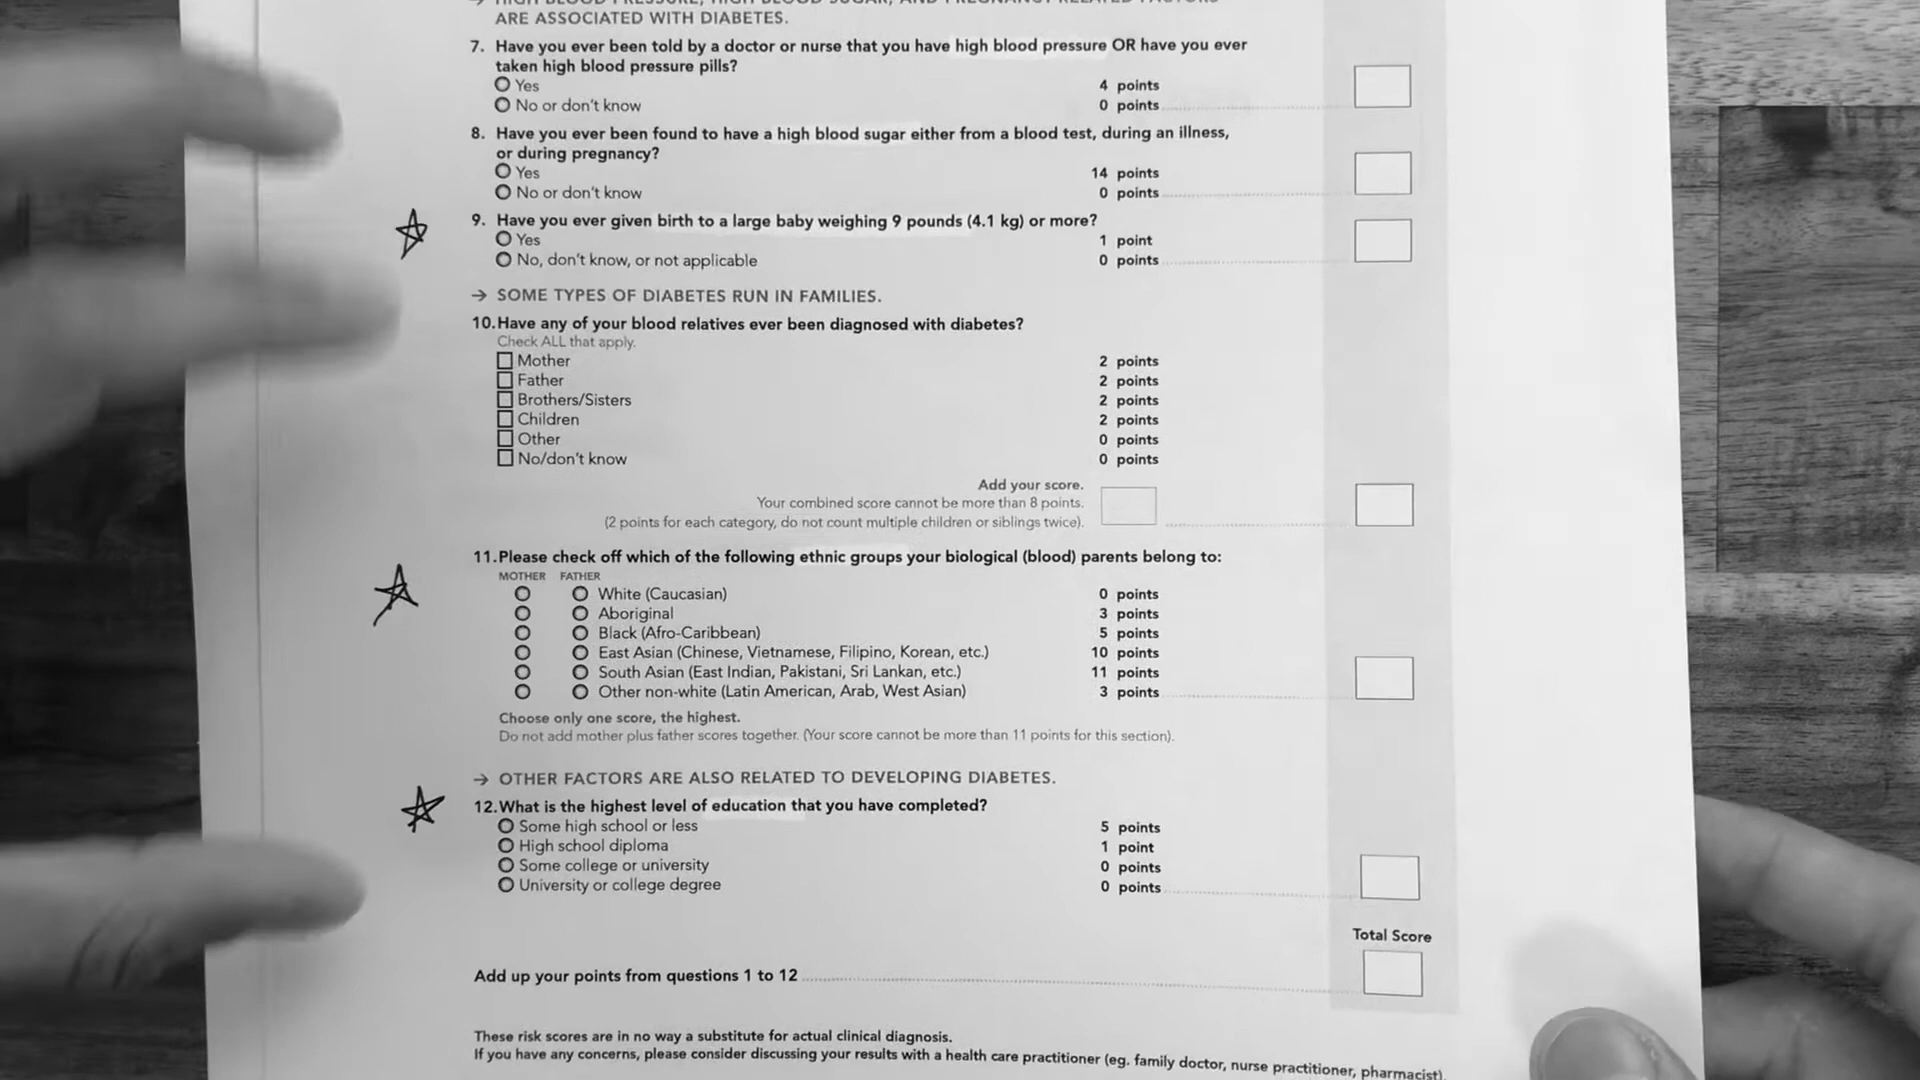 → HIGH BLOOD PRESSURE, HIGH BLOOD SUGAR, AND PREGNANCY RELATED FACTORS
ARE ASSOCIATED WITH DIABETES.
7. Have you ever been told by a doctor or nurse that you have high blood pressure OR have you ever
taken high blood pressure pills?
Yes 4 points
No or don't know 0 points
8. Have you ever been found to have a high blood sugar either from a blood test, during an illness,
or during pregnancy?
Yes 14 points
No or don't know 0 points
9. Have you ever given birth to a large baby weighing 9 pounds (4.1 kg) or more?
Yes 1 point
No, don't know, or not applicable 0 points
→ SOME TYPES OF DIABETES RUN IN FAMILIES.
10. Have any of your blood relatives ever been diagnosed with diabetes?
Check ALL that apply.
Mother 2 points
Father 2 points
Brothers/Sisters 2 points
Children 2 points
Other 0 points
No/don't know 0 points
Add your score.
Your combined score cannot be more than 8 points.
(2 points for each category, do not count multiple children or siblings twice).
11. Please check off which of the following ethnic groups your biological (blood) parents belong to:
MOTHER FATHER
White (Caucasian) 0 points
Aboriginal 3 points
Black (Afro-Caribbean) 5 points
East Asian (Chinese, Vietnamese, Filipino, Korean, etc.) 10 points
South Asian (East Indian, Pakistani, Sri Lankan, etc.) 11 points
Other non-white (Latin American, Arab, West Asian) 3 points
Choose only one score, the highest.
Do not add mother plus father scores together. (Your score cannot be more than 11 points for this section).
→ OTHER FACTORS ARE ALSO RELATED TO DEVELOPING DIABETES.
12. What is the highest level of education that you have completed?
Some high school or less 5 points
High school diploma 1 point
Some college or university 0 points
University or college degree 0 points
Total Score
Add up your points from questions 1 to 12
These risk scores are in no way a substitute for actual clinical diagnosis.
If you have any concerns, please consider discussing your results with a health care practitioner (eg. family doctor, nurse practitioner, pharmacist).